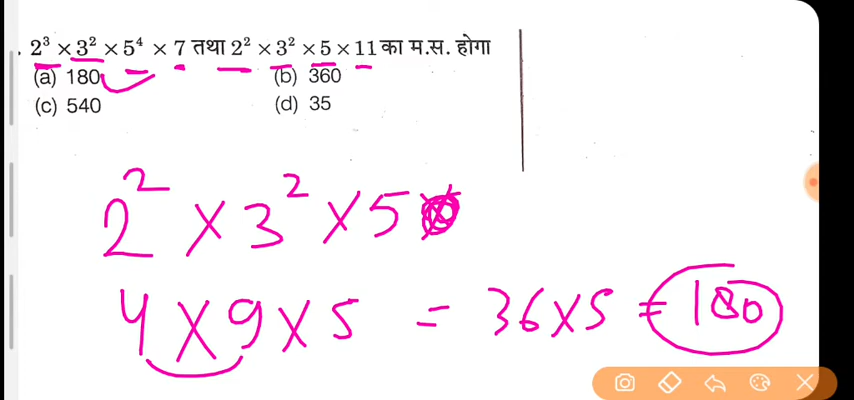 . 2³ × 3² × 5⁴ × 7 तथा 2² × 3² × 5 × 11 का म.स. होगा
(a) 180 (b) 360
(c) 540 (d) 35
2² × 3² × 5
4 × 9 × 5 = 36 × 5 = 180